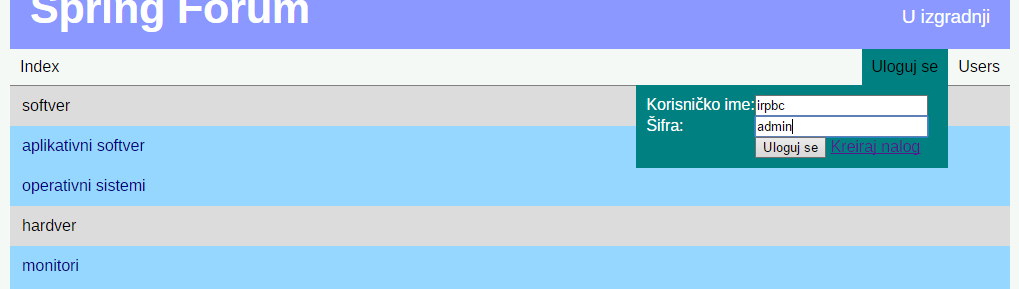 Spring Forum
U izgradnji
Index
Uloguj se
Users
softver
Korisničko ime: irpbc
Šifra: admin
Uloguj se Kreiraj nalog
aplikativni softver
operativni sistemi
hardver
monitori